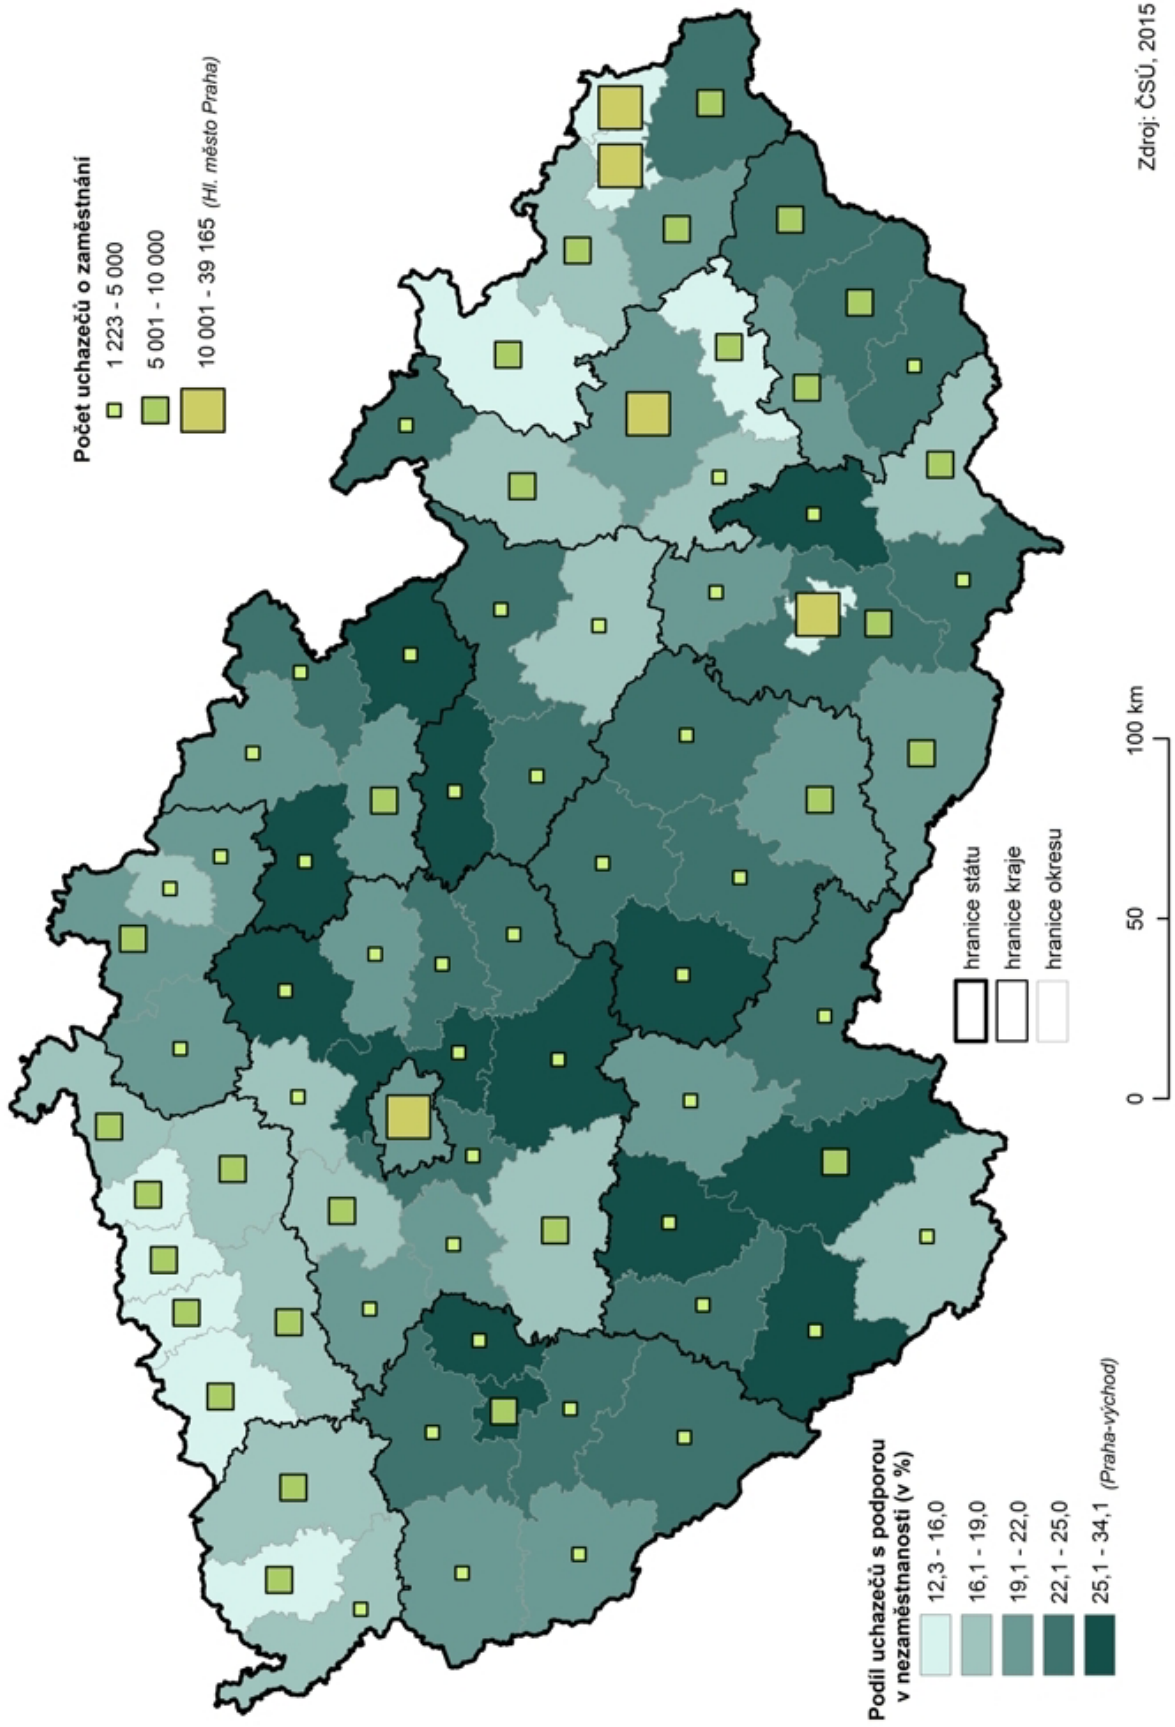 Počet uchazečů o zaměstnání
1 223 - 5 000
5 001 - 10 000
10 001 - 39 165 (Hl. město Praha)
Podíl uchazečů s podporou
v nezaměstnanosti (v %)
12,3 - 16,0
16,1 - 19,0
19,1 - 22,0
22,1 - 25,0
25,1 - 34,1 (Praha-východ)
hranice státu
hranice kraje
hranice okresu
0 50 100 km
Zdroj: ČSÚ, 2015